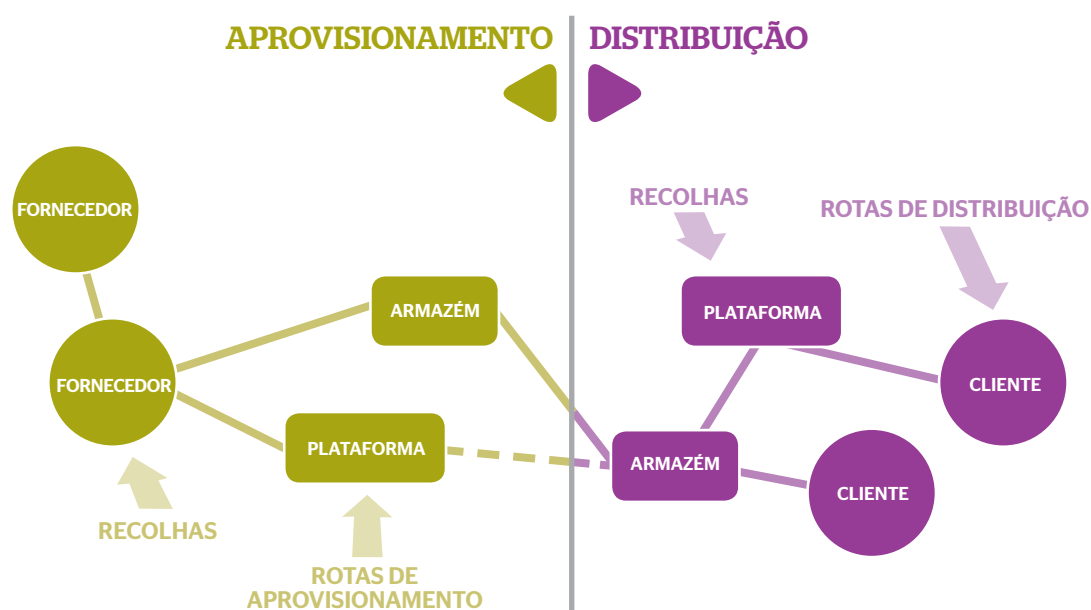 APROVISIONAMENTO
DISTRIBUIÇÃO
FORNECEDOR
FORNECEDOR
ARMAZÉM
PLATAFORMA
RECOLHAS
ROTAS DE
APROVISIONAMENTO
RECOLHAS
ROTAS DE DISTRIBUIÇÃO
PLATAFORMA
CLIENTE
ARMAZÉM
CLIENTE